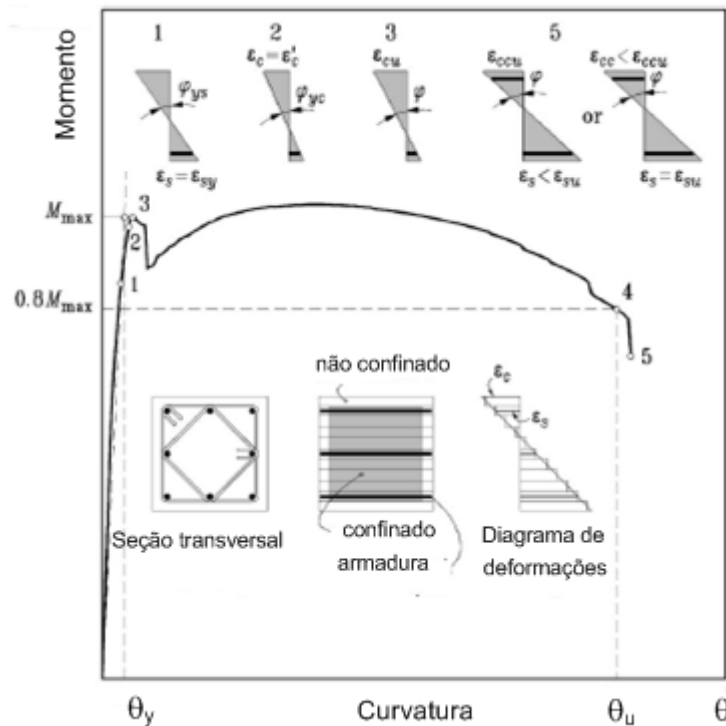 Momento
1 2 3 5
εc = ε'c εcu εccu εcc < εccu
φys φyc φ φ φ
or
εs = εsy εs < εsu εs = εsu
Mmax
3
2
1
0.8Mmax
4
5
não confinado
εc
εs
Seção transversal
confinado
armadura
Diagrama de
deformações
θy Curvatura θu θ